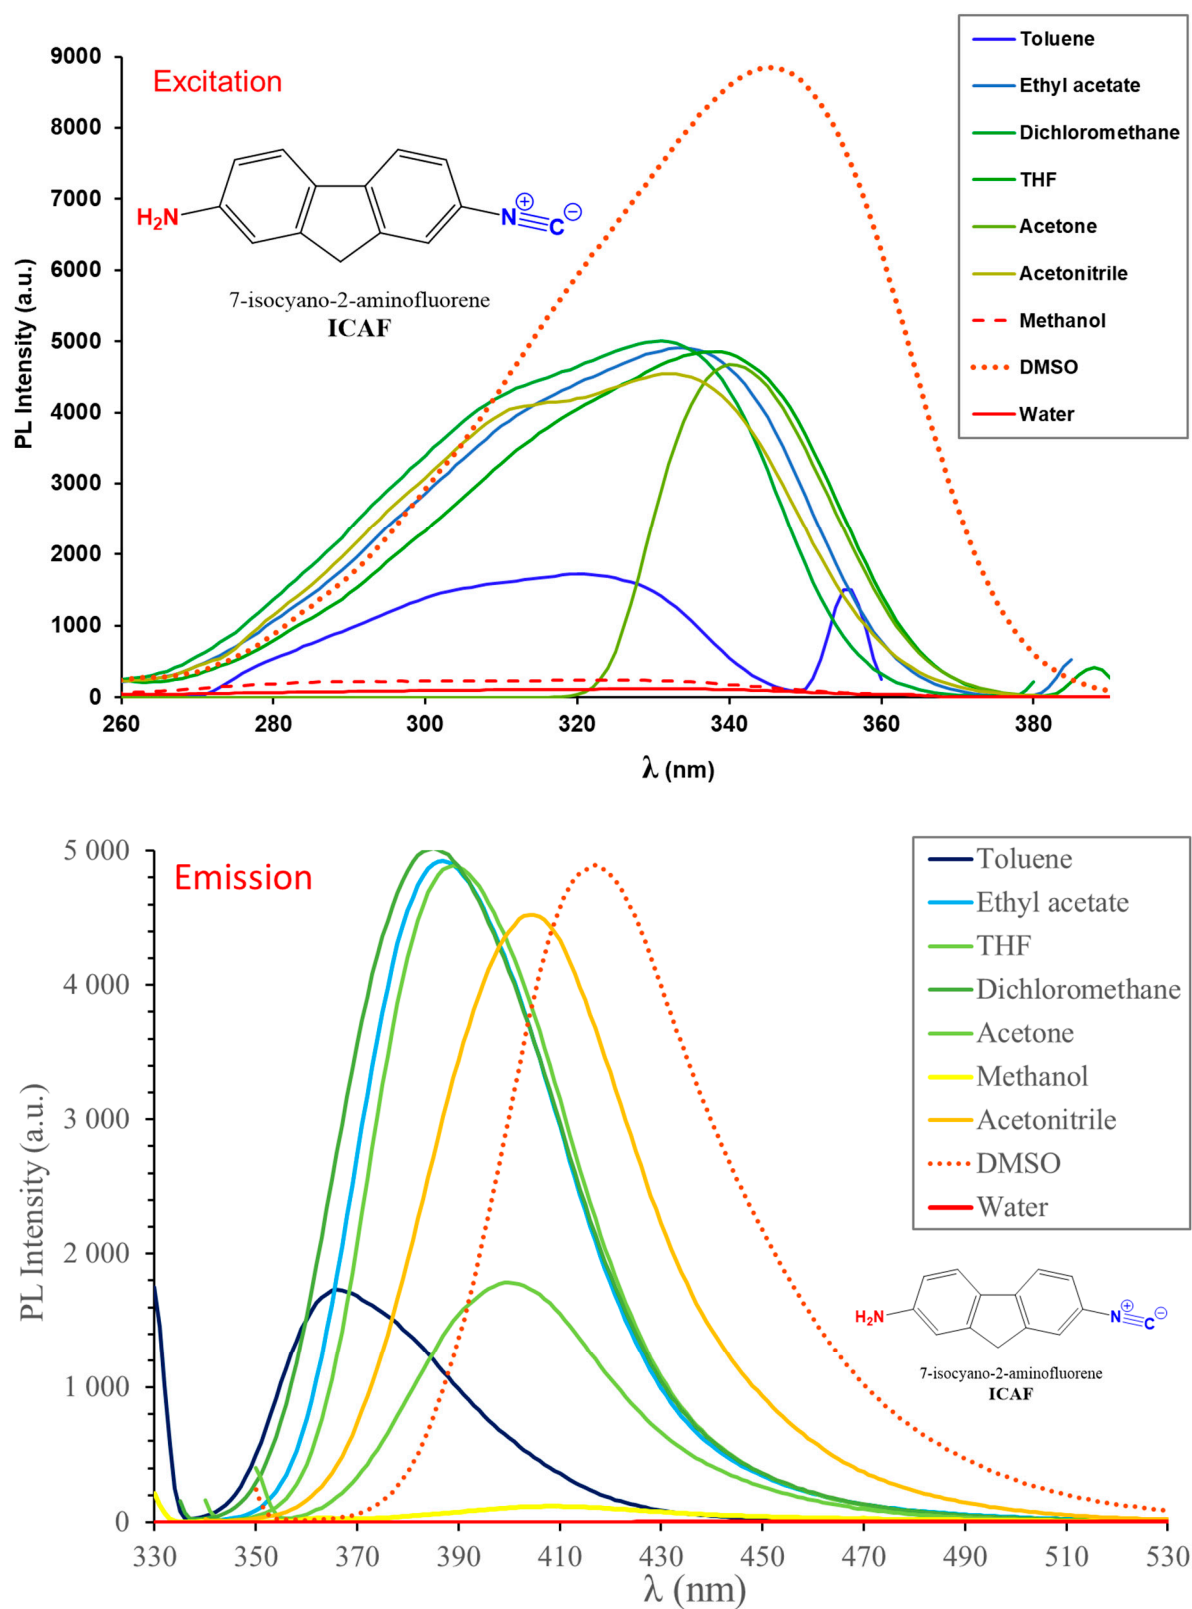 Toluene
Ethyl acetate
Dichloromethane
THF
Acetone
Acetonitrile
Methanol
DMSO
Water
Excitation
9000
8000
7000
6000
5000
4000
3000
2000
1000
0
PL Intensity (a.u.)
H₂N
N⊕
C⊖
7-isocyano-2-aminofluorene
ICAF
260 280 300 320 340 360 380
λ (nm)
Emission
5 000
4 000
3 000
2 000
1 000
0
PL Intensity (a.u.)
Toluene
Ethyl acetate
THF
Dichloromethane
Acetone
Methanol
Acetonitrile
DMSO
Water
H₂N
N⊕
C⊖
7-isocyano-2-aminofluorene
ICAF
330 350 370 390 410 430 450 470 490 510 530
λ (nm)